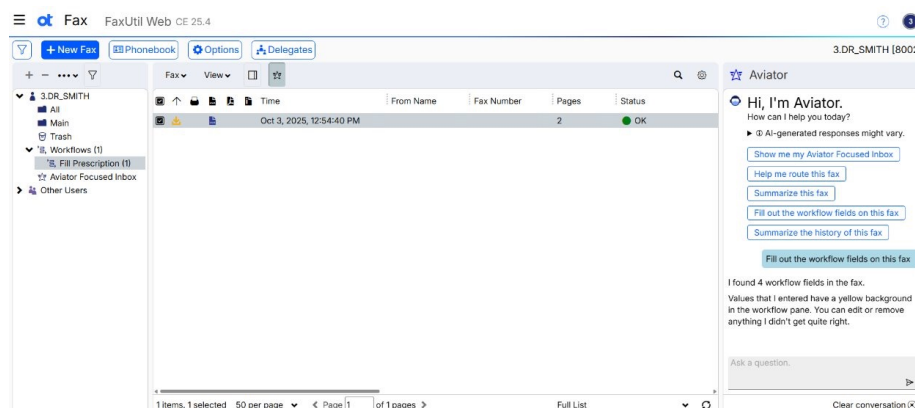 ot Fax FaxUtil Web CE 25.4
? 3
+ New Fax Phonebook Options Delegates 3.DR_SMITH [8002
Fax View
3.DR_SMITH
All
Main
Trash
Workflows (1)
Fill Prescription (1)
Aviator Focused Inbox
Other Users
Time From Name Fax Number Pages Status
Oct 3, 2025, 12:54:40 PM 2 OK
1 items, 1 selected 50 per page Page 1 of 1 pages Full List
Aviator
Hi, I'm Aviator.
How can I help you today?
AI-generated responses might vary.
Show me my Aviator Focused Inbox
Help me route this fax
Summarize this fax
Fill out the workflow fields on this fax
Summarize the history of this fax
Fill out the workflow fields on this fax
I found 4 workflow fields in the fax.
Values that I entered have a yellow background
in the workflow pane. You can edit or remove
anything I didn't get quite right.
Ask a question.
Clear conversation